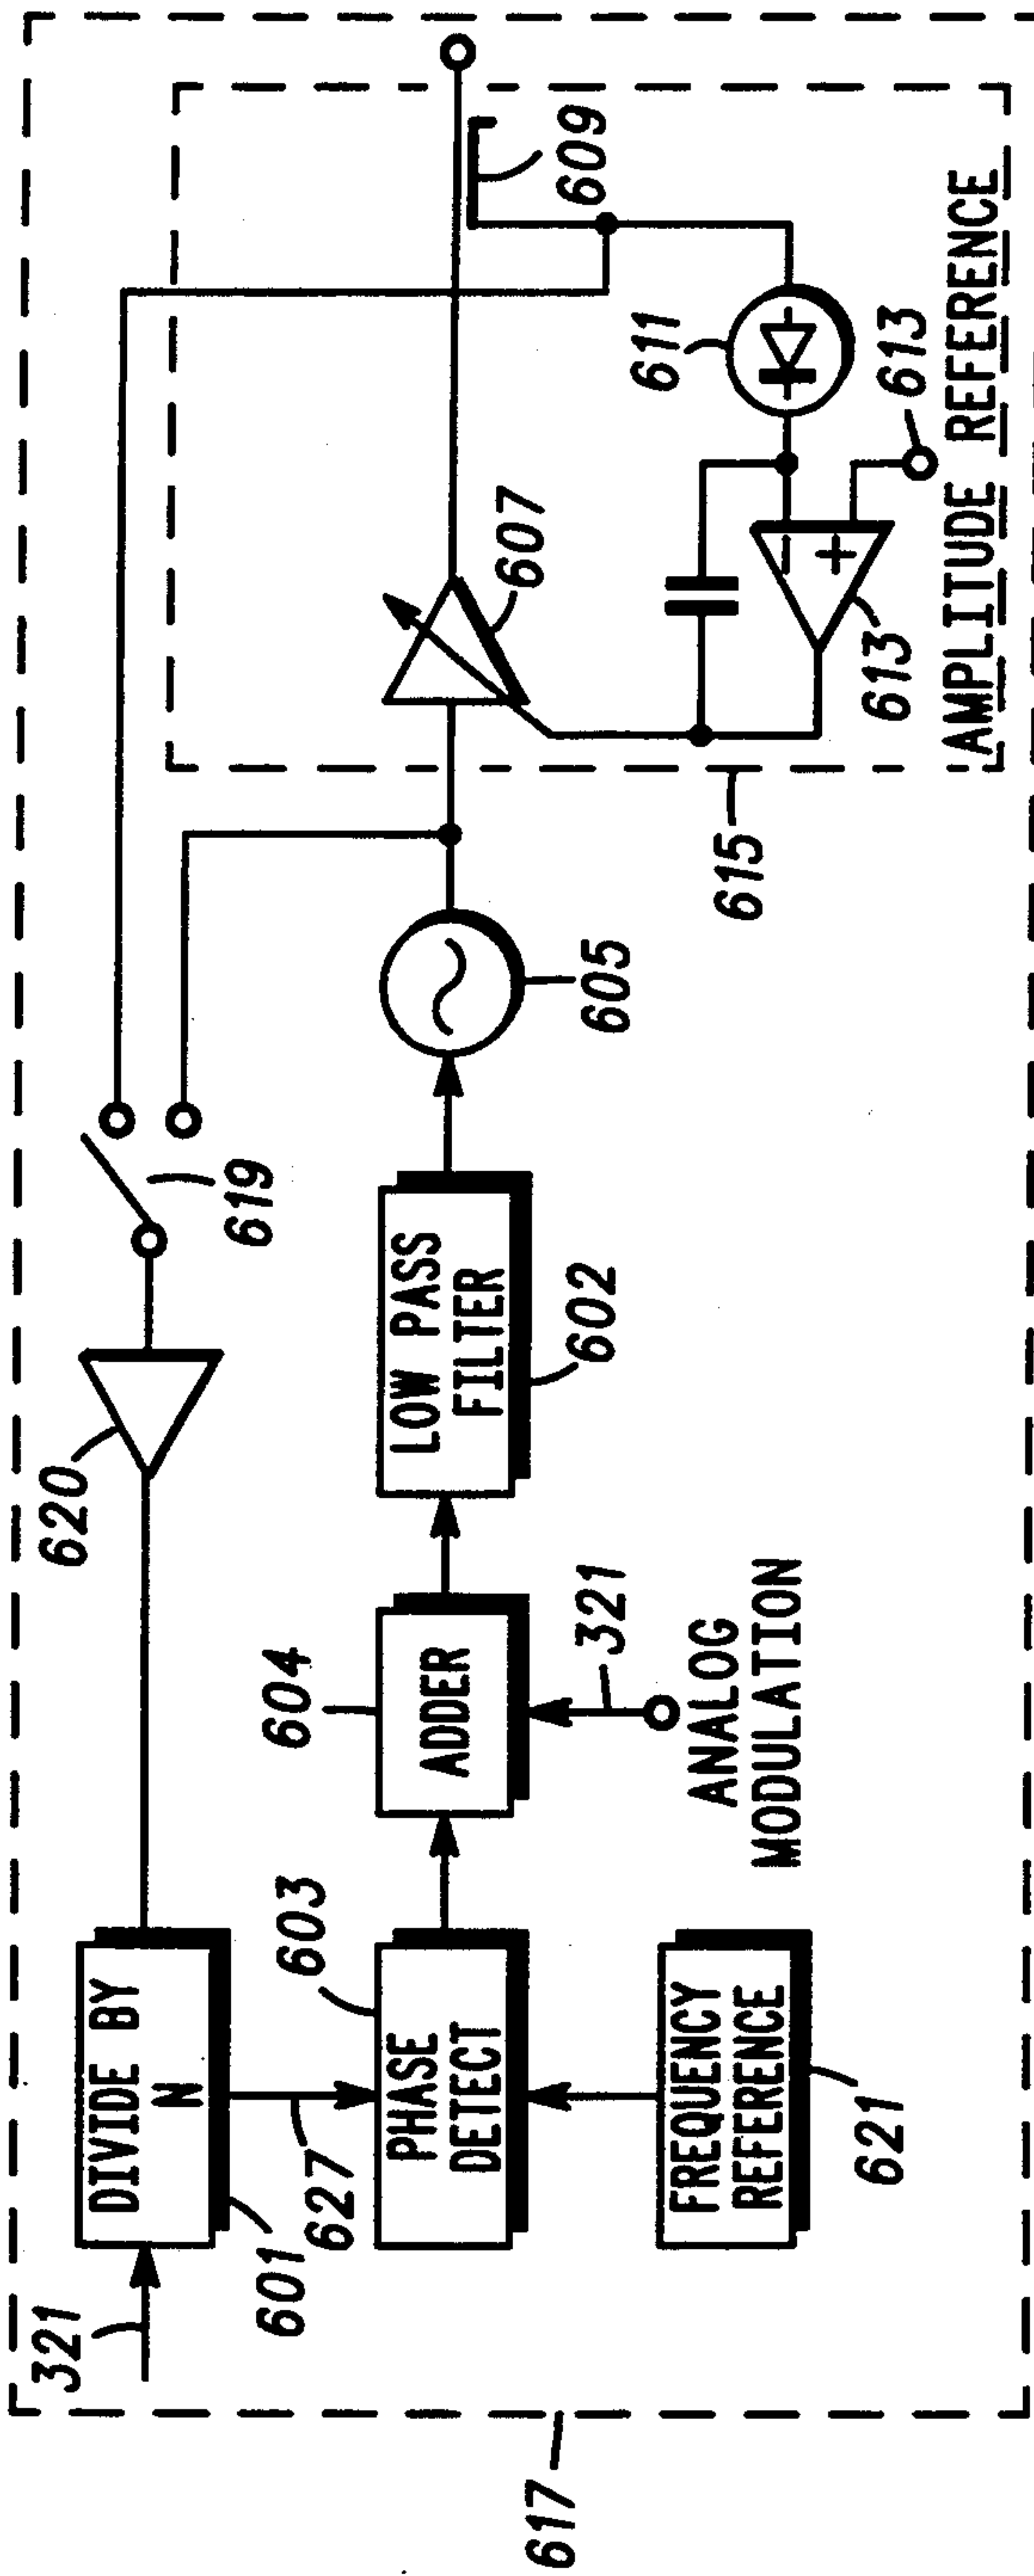 321
DIVIDE BY
N
601
627
620
619
603
PHASE
DETECT
604
ADDER
321
ANALOG
MODULATION
LOW PASS
FILTER
602
605
607
609
611
613
613
615
AMPLITUDE REFERENCE
FREQUENCY
REFERENCE
621
617